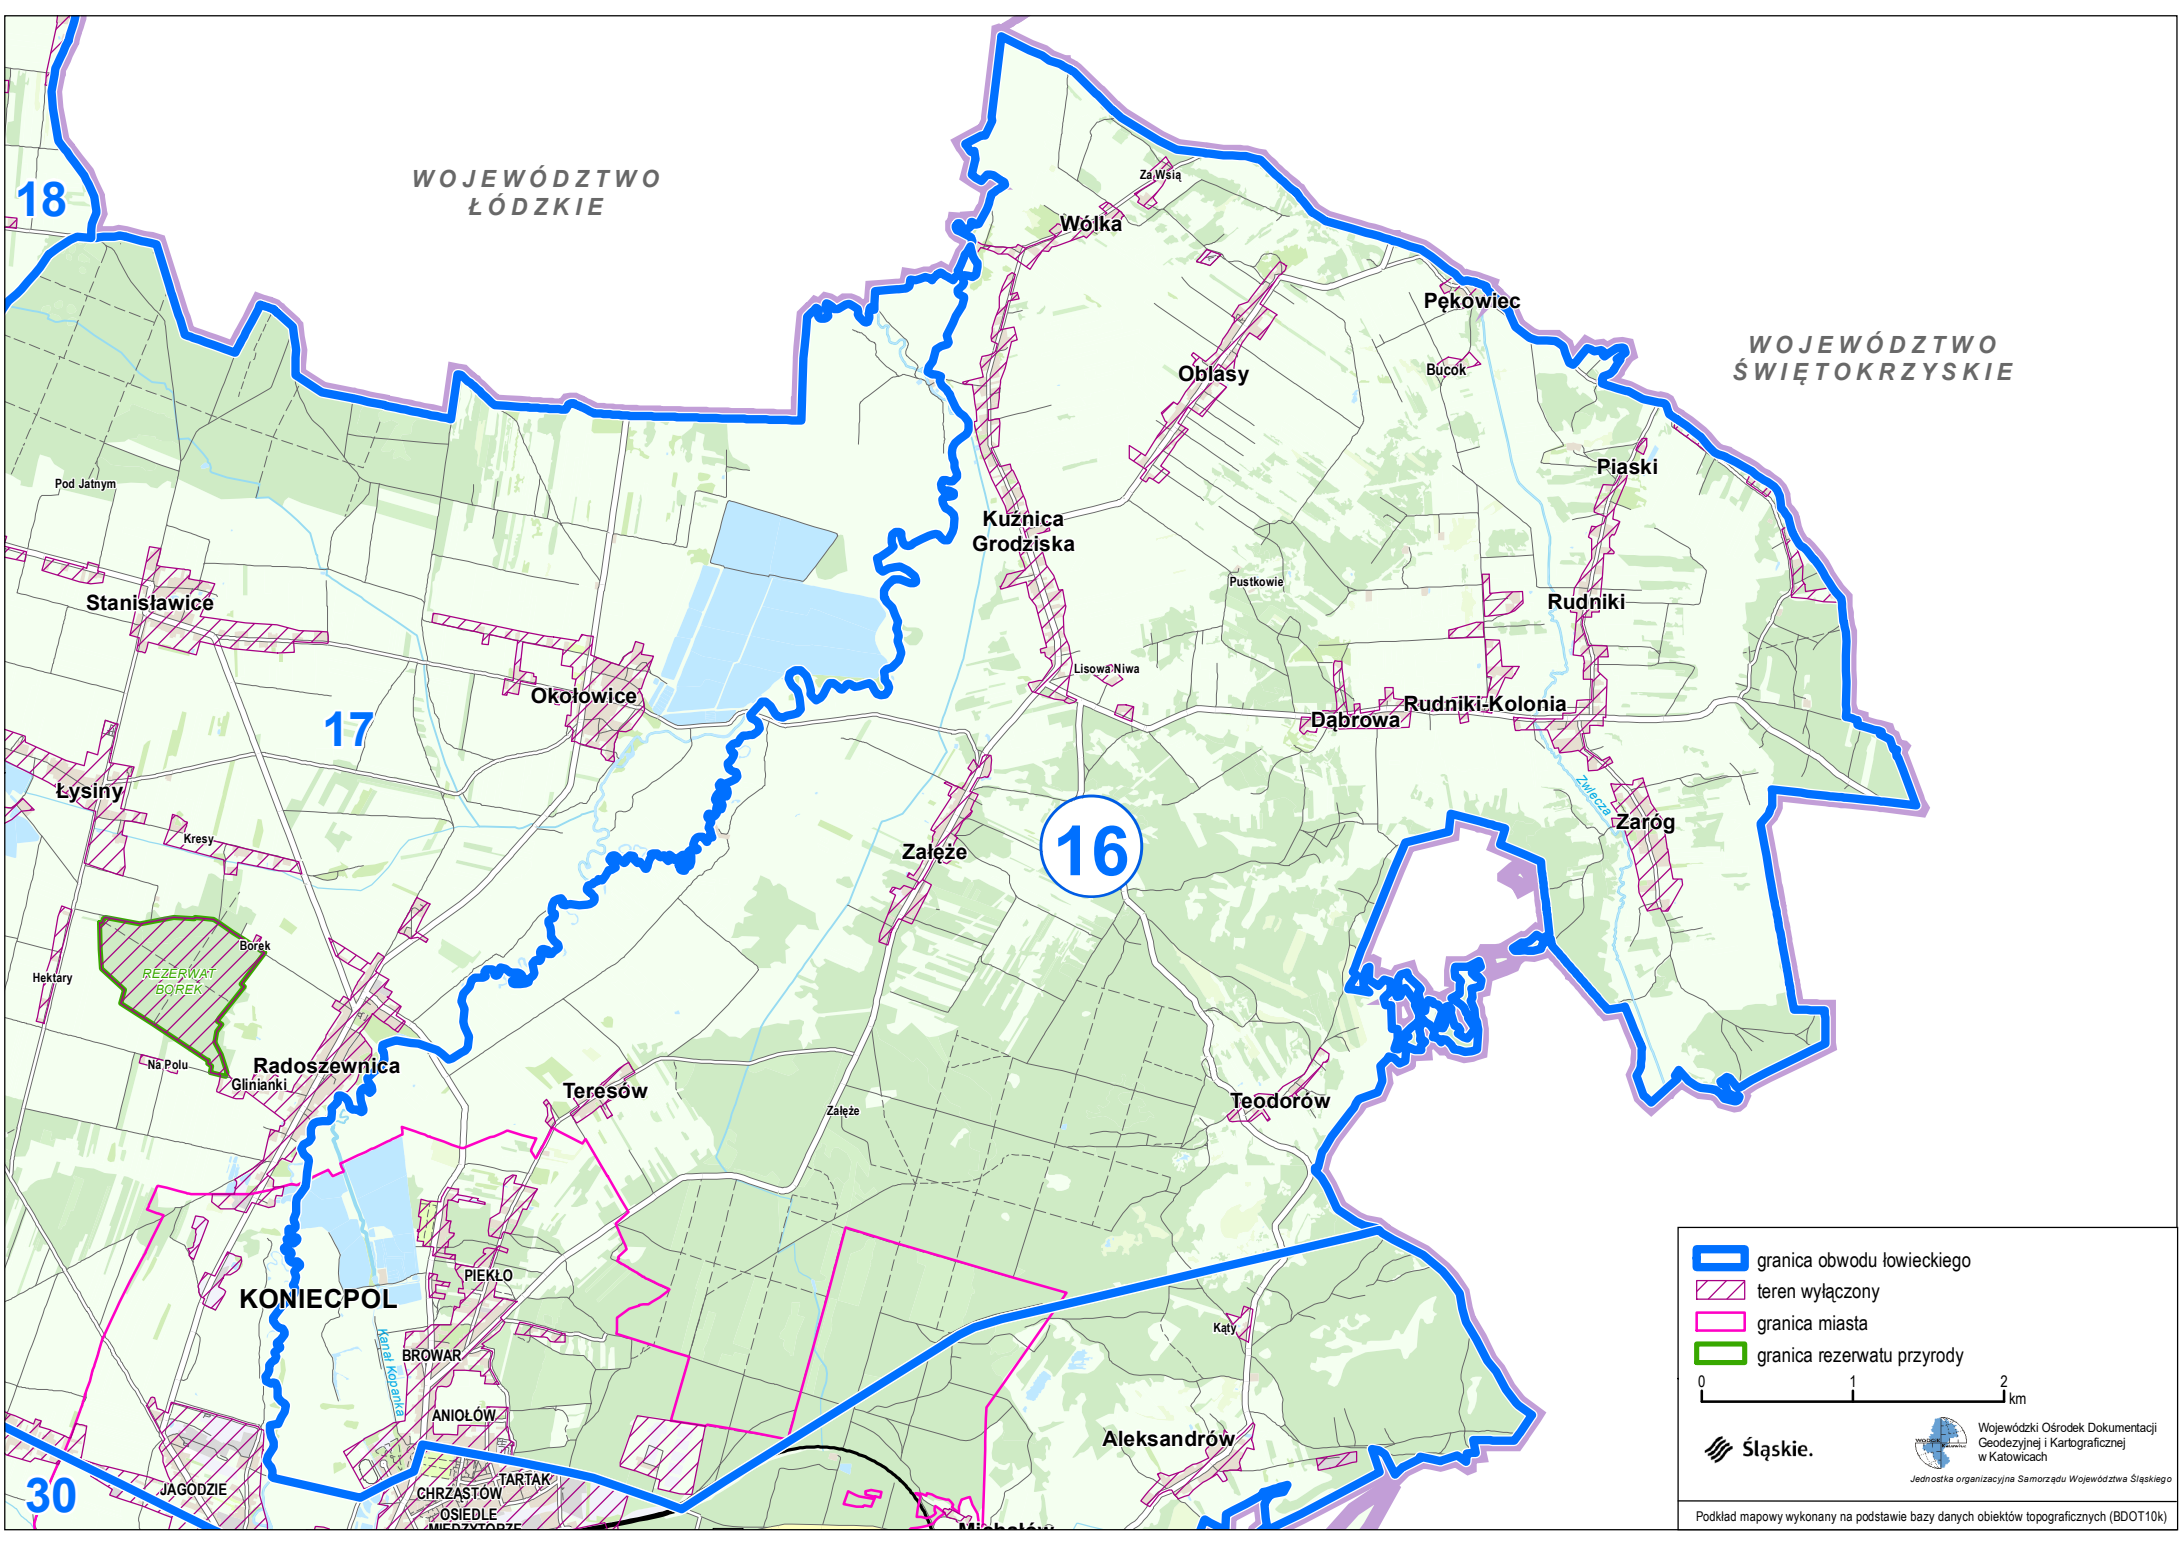 WOJEWÓDZTWO
ŁÓDZKIE
18
Za Wsią
Wólka
Pękowiec
WOJEWÓDZTWO
ŚWIĘTOKRZYSKIE
Oblasy
Bucok
Piaski
Pod Jatnym
Kuźnica
Grodziska
Pustkowie
Stanisławice
Rudniki
Lisowa Niwa
Okołowice
Rudniki-Kolonia
Dąbrowa
17
Łysiny
Zwlecza
Zaróg
Kresy
Załęże
16
Borek
REZERWAT
BOREK
Hektary
Na Polu
Radoszewnica
Glinianki
Teresów
Załęże
Teodorów
PIEKŁO
KONIECPOL
Kanał Kopanka
Kąty
BROWAR
ANIOŁÓW
Aleksandrów
TARTAK
JAGODZIE
CHRZĄSTÓW
30
OSIEDLE
MIĘDZYTORZE
Michałów
granica obwodu łowieckiego
teren wyłączony
granica miasta
granica rezerwatu przyrody
0 1 2
km
Śląskie.
Wojewódzki Ośrodek Dokumentacji
Geodezyjnej i Kartograficznej
w Katowicach
Jednostka organizacyjna Samorządu Województwa Śląskiego
Podkład mapowy wykonany na podstawie bazy danych obiektów topograficznych (BDOT10k)